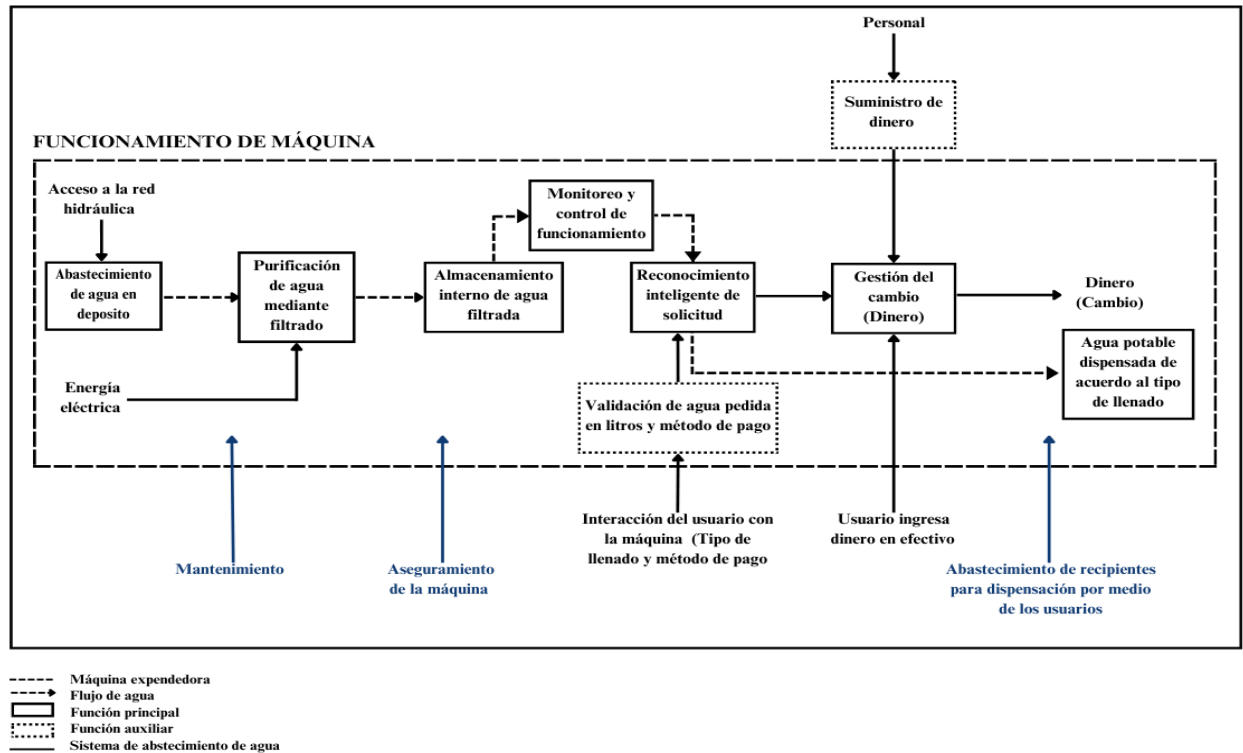 Personal
Suministro de
dinero
FUNCIONAMIENTO DE MÁQUINA
Acceso a la red
hidráulica
Monitoreo y
control de
funcionamiento
Abastecimiento
de agua en
deposito
Purificación
de agua
mediante
filtrado
Almacenamiento
interno de agua
filtrada
Reconocimiento
inteligente de
solicitud
Gestión del
cambio
(Dinero)
Dinero
(Cambio)
Agua potable
dispensada de
acuerdo al tipo
de llenado
Energía
eléctrica
Validación de agua pedida
en litros y método de pago
Interacción del usuario con
la máquina (Tipo de
llenado y método de pago
Usuario ingresa
dinero en efectivo
Mantenimiento
Aseguramiento
de la máquina
Abastecimiento de recipientes
para dispensación por medio
de los usuarios
Máquina expendedora
Flujo de agua
Función principal
Función auxiliar
Sistema de abstecimiento de agua